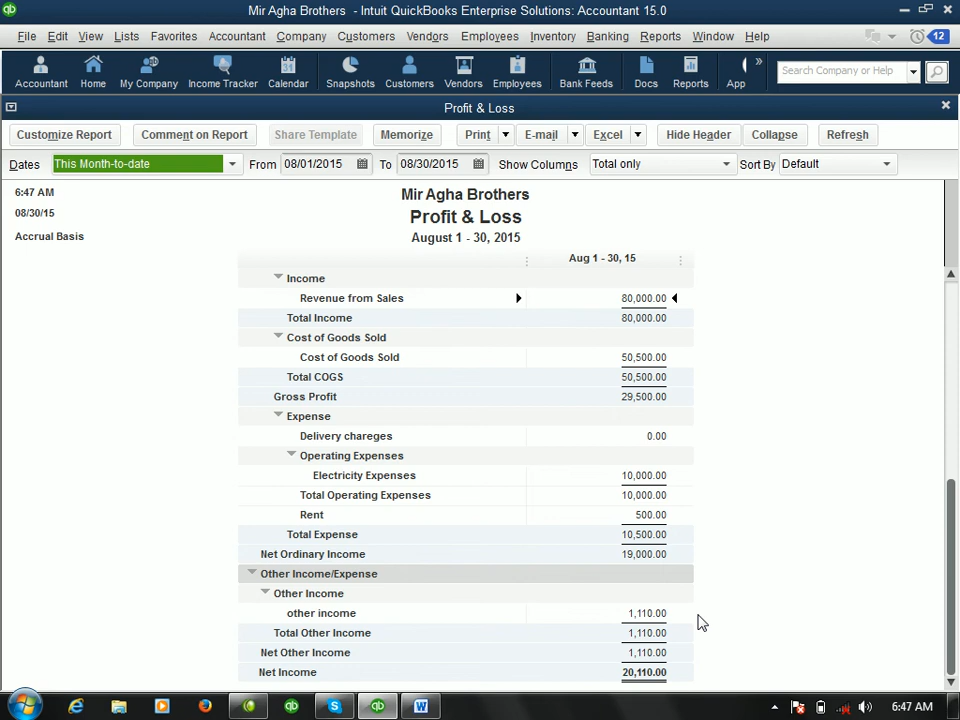 Mir Agha Brothers - Intuit QuickBooks Enterprise Solutions: Accountant 15.0
File Edit View Lists Favorites Accountant Company Customers Vendors Employees Inventory Banking Reports Window Help 12
Accountant Home My Company Income Tracker Calendar Snapshots Customers Vendors Employees Bank Feeds Docs Reports App » Search Company or Help
Profit & Loss
Customize Report Comment on Report Share Template Memorize Print E-mail Excel Hide Header Collapse Refresh
Dates This Month-to-date From 08/01/2015 To 08/30/2015 Show Columns Total only Sort By Default
6:47 AM
08/30/15
Accrual Basis
Mir Agha Brothers
Profit & Loss
August 1 - 30, 2015
Aug 1 - 30, 15
Income
Revenue from Sales 80,000.00
Total Income 80,000.00
Cost of Goods Sold
Cost of Goods Sold 50,500.00
Total COGS 50,500.00
Gross Profit 29,500.00
Expense
Delivery chareges 0.00
Operating Expenses
Electricity Expenses 10,000.00
Total Operating Expenses 10,000.00
Rent 500.00
Total Expense 10,500.00
Net Ordinary Income 19,000.00
Other Income/Expense
Other Income
other income 1,110.00
Total Other Income 1,110.00
Net Other Income 1,110.00
Net Income 20,110.00
6:47 AM